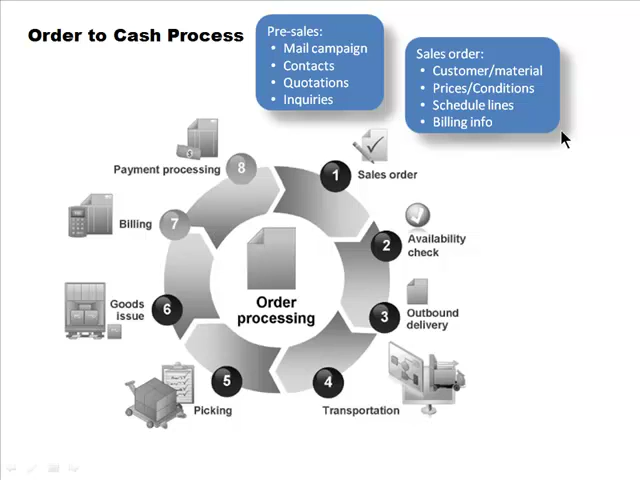 Order to Cash Process
Pre-sales:
• Mail campaign
• Contacts
• Quotations
• Inquiries
Sales order:
• Customer/material
• Prices/Conditions
• Schedule lines
• Billing info
1
Sales order
2
Availability
check
3
Outbound
delivery
4
Transportation
5
Picking
6
Goods
issue
7
Billing
8
Payment processing
Order
processing